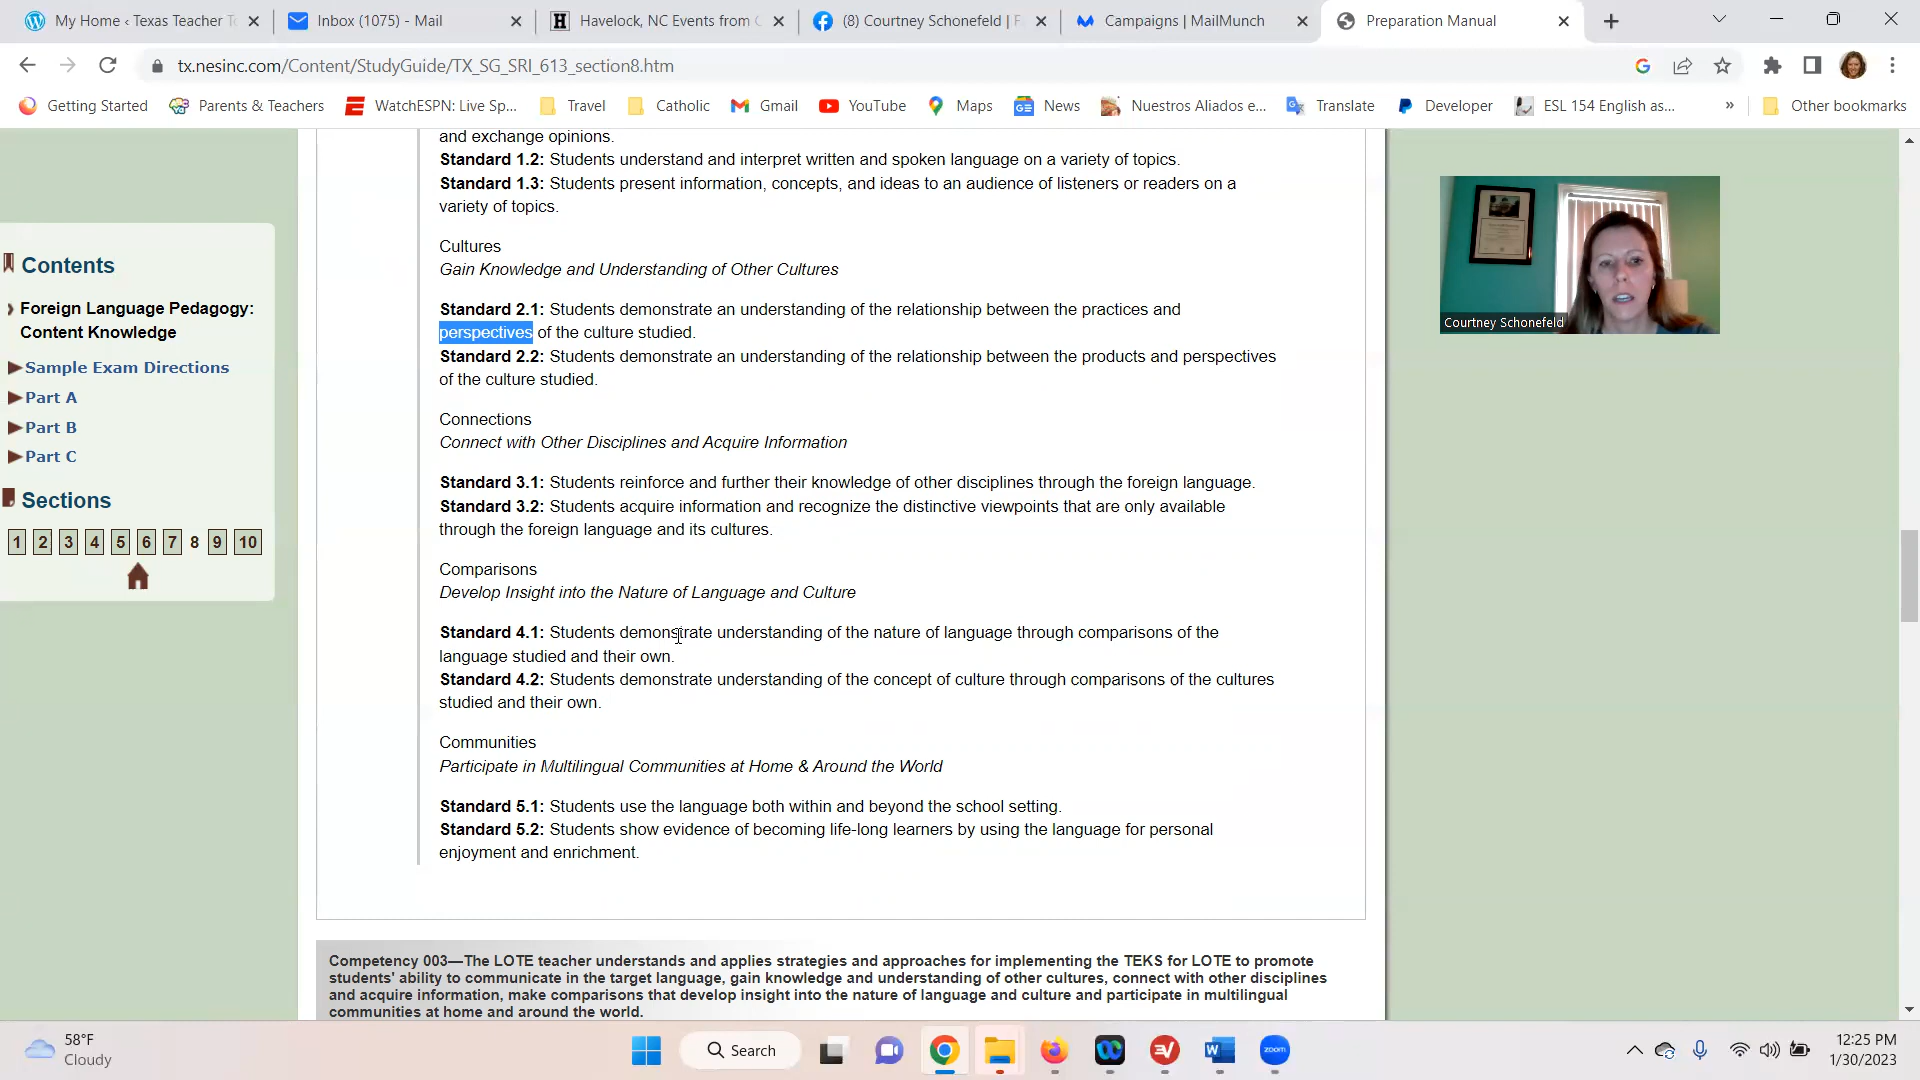 My Home ‹ Texas Teacher T
Inbox (1075) - Mail
Havelock, NC Events from
(8) Courtney Schonefeld | F
Campaigns | MailMunch
Preparation Manual
tx.nesinc.com/Content/StudyGuide/TX_SG_SRI_613_section8.htm
Getting Started
Parents & Teachers
WatchESPN: Live Sp...
Travel
Catholic
Gmail
YouTube
Maps
News
Nuestros Aliados e...
Translate
Developer
ESL 154 English as...
»
Other bookmarks
Contents
Foreign Language Pedagogy:
Content Knowledge
Sample Exam Directions
Part A
Part B
Part C
Sections
1 2 3 4 5 6 7 8 9 10
and exchange opinions.
Standard 1.2: Students understand and interpret written and spoken language on a variety of topics.
Standard 1.3: Students present information, concepts, and ideas to an audience of listeners or readers on a
variety of topics.
Cultures
Gain Knowledge and Understanding of Other Cultures
Standard 2.1: Students demonstrate an understanding of the relationship between the practices and
perspectives of the culture studied.
Standard 2.2: Students demonstrate an understanding of the relationship between the products and perspectives
of the culture studied.
Connections
Connect with Other Disciplines and Acquire Information
Standard 3.1: Students reinforce and further their knowledge of other disciplines through the foreign language.
Standard 3.2: Students acquire information and recognize the distinctive viewpoints that are only available
through the foreign language and its cultures.
Comparisons
Develop Insight into the Nature of Language and Culture
Standard 4.1: Students demonstrate understanding of the nature of language through comparisons of the
language studied and their own.
Standard 4.2: Students demonstrate understanding of the concept of culture through comparisons of the cultures
studied and their own.
Communities
Participate in Multilingual Communities at Home & Around the World
Standard 5.1: Students use the language both within and beyond the school setting.
Standard 5.2: Students show evidence of becoming life-long learners by using the language for personal
enjoyment and enrichment.
Competency 003—The LOTE teacher understands and applies strategies and approaches for implementing the TEKS for LOTE to promote
students' ability to communicate in the target language, gain knowledge and understanding of other cultures, connect with other disciplines
and acquire information, make comparisons that develop insight into the nature of language and culture and participate in multilingual
communities at home and around the world.
Courtney Schonefeld
58°F
Cloudy
Search
zoom
12:25 PM
1/30/2023